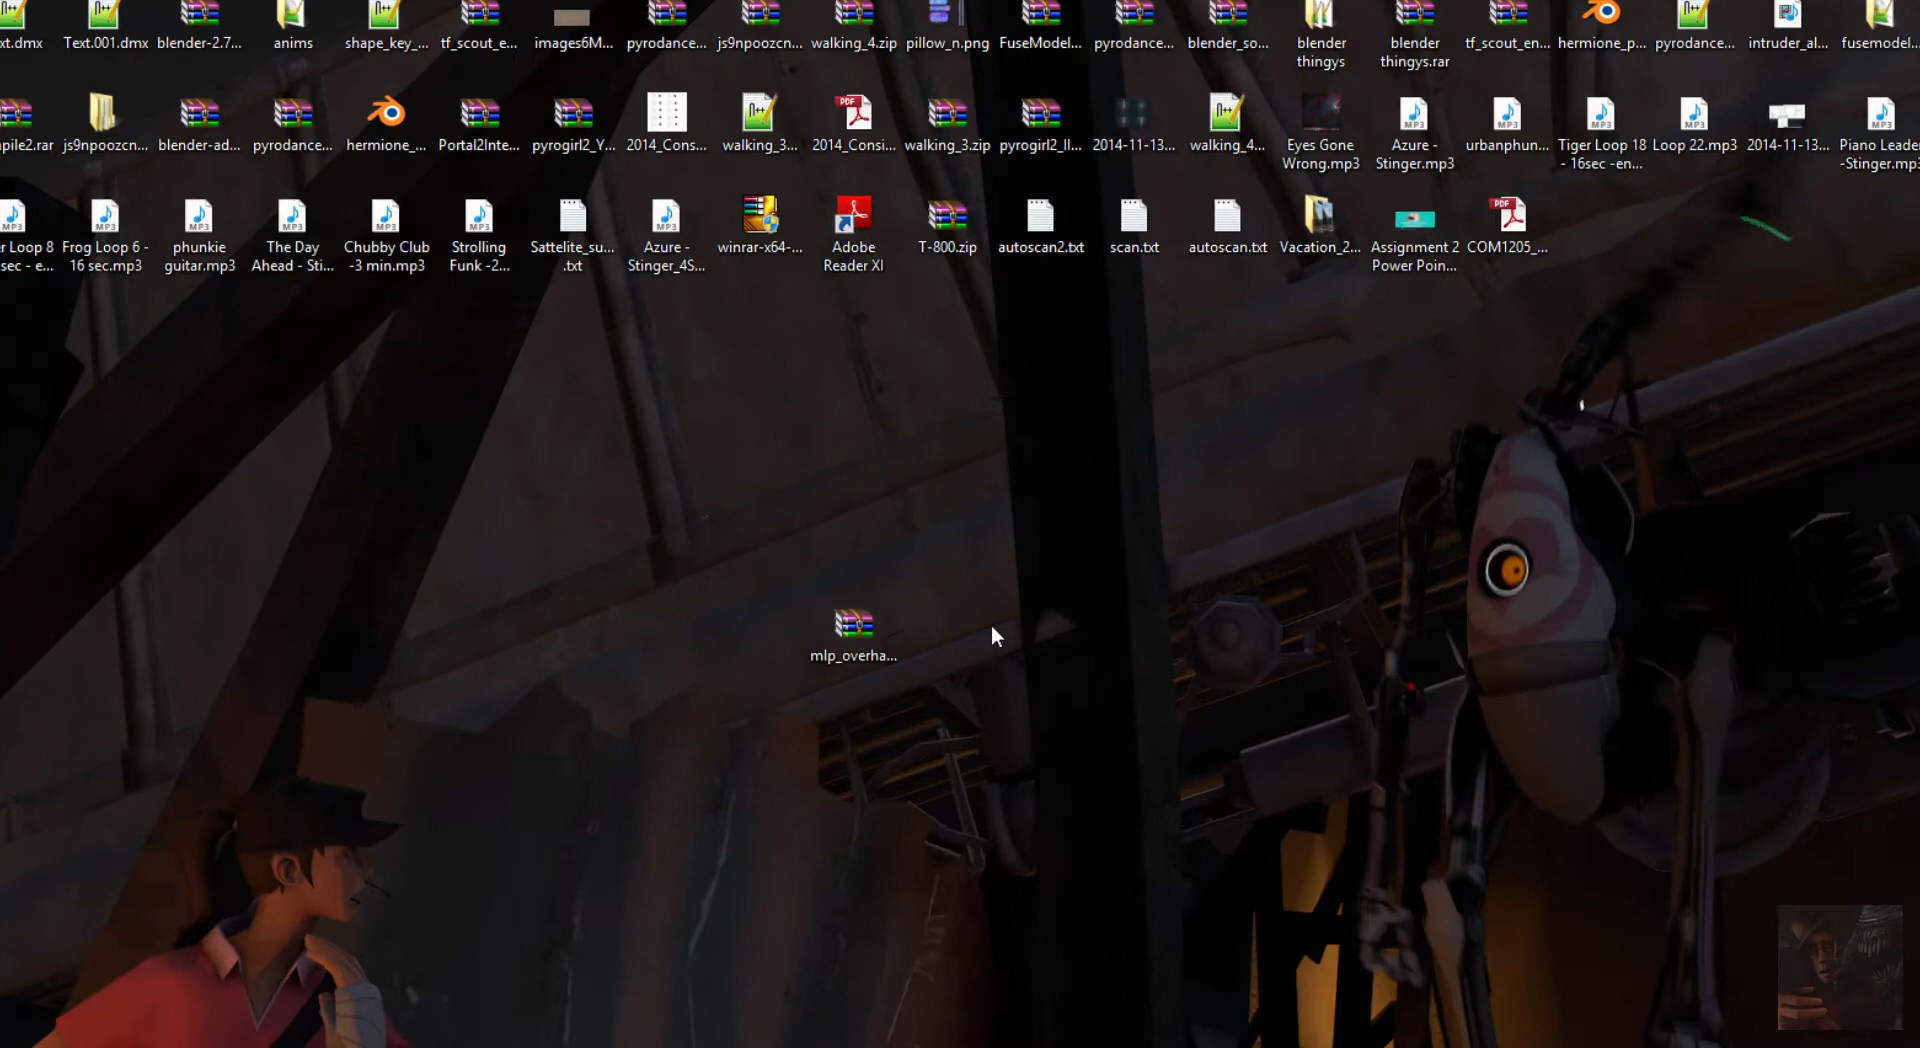 xt.dmx
Text.001.dmx
blender-2.7...
anims
shape_key_...
tf_scout_e...
images6M...
pyrodance...
js9npoozcn...
walking_4.zip
pillow_n.png
FuseModel...
pyrodance...
blender_so...
blender
thingys
blender
thingys.rar
tf_scout_en...
hermione_p...
pyrodance...
intruder_al...
fusemodel...
npile2.rar
js9npoozcn...
blender-ad...
pyrodance...
hermione_...
Portal2Inte...
pyrogirl2_Y...
2014_Cons...
walking_3...
2014_Consi...
walking_3.zip
pyrogirl2_II...
2014-11-13...
walking_4...
Eyes Gone
Wrong.mp3
Azure -
Stinger.mp3
urbanphun...
Tiger Loop 18
- 16sec -en...
Loop 22.mp3
2014-11-13...
Piano Leade
-Stinger.mp3
er Loop 8
sec - e...
Frog Loop 6 -
16 sec.mp3
phunkie
guitar.mp3
The Day
Ahead - Sti...
Chubby Club
-3 min.mp3
Strolling
Funk -2...
Sattelite_su...
.txt
Azure -
Stinger_4S...
winrar-x64-...
Adobe
Reader XI
T-800.zip
autoscan2.txt
scan.txt
autoscan.txt
Vacation_2...
Assignment 2
Power Poin...
COM1205_...
mlp_overha...